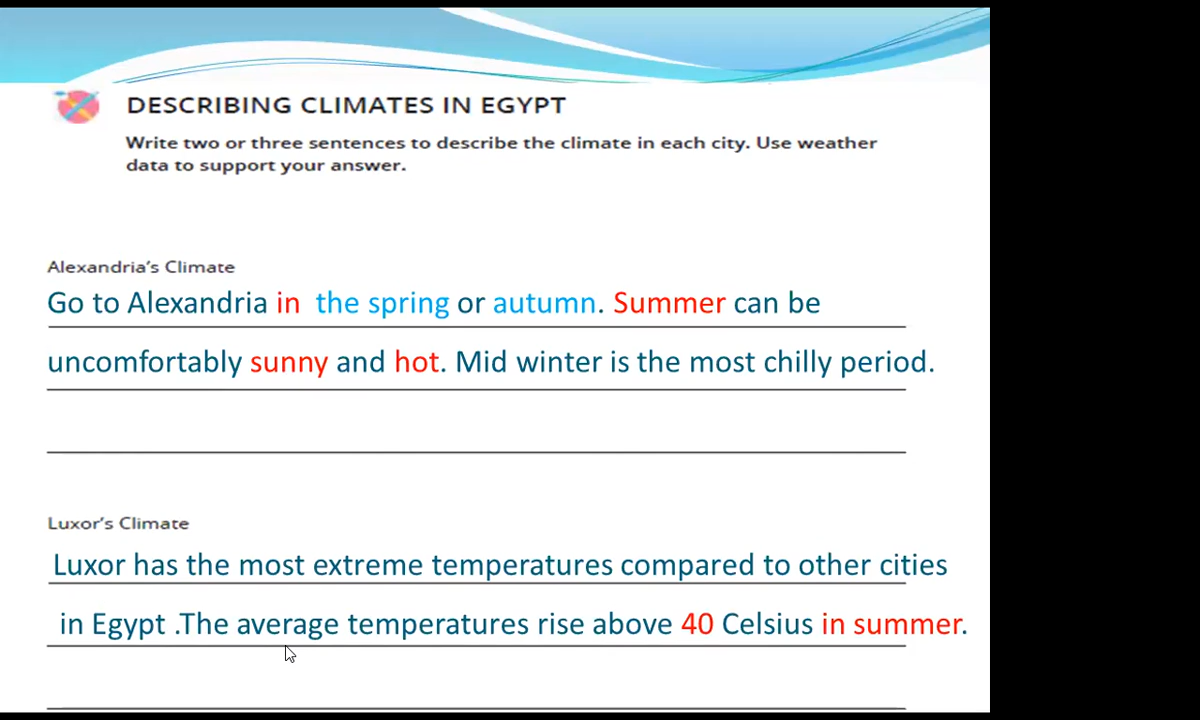 DESCRIBING CLIMATES IN EGYPT
Write two or three sentences to describe the climate in each city. Use weather
data to support your answer.
Alexandria's Climate
Go to Alexandria in the spring or autumn. Summer can be
uncomfortably sunny and hot. Mid winter is the most chilly period.
Luxor's Climate
Luxor has the most extreme temperatures compared to other cities
in Egypt .The average temperatures rise above 40 Celsius in summer.